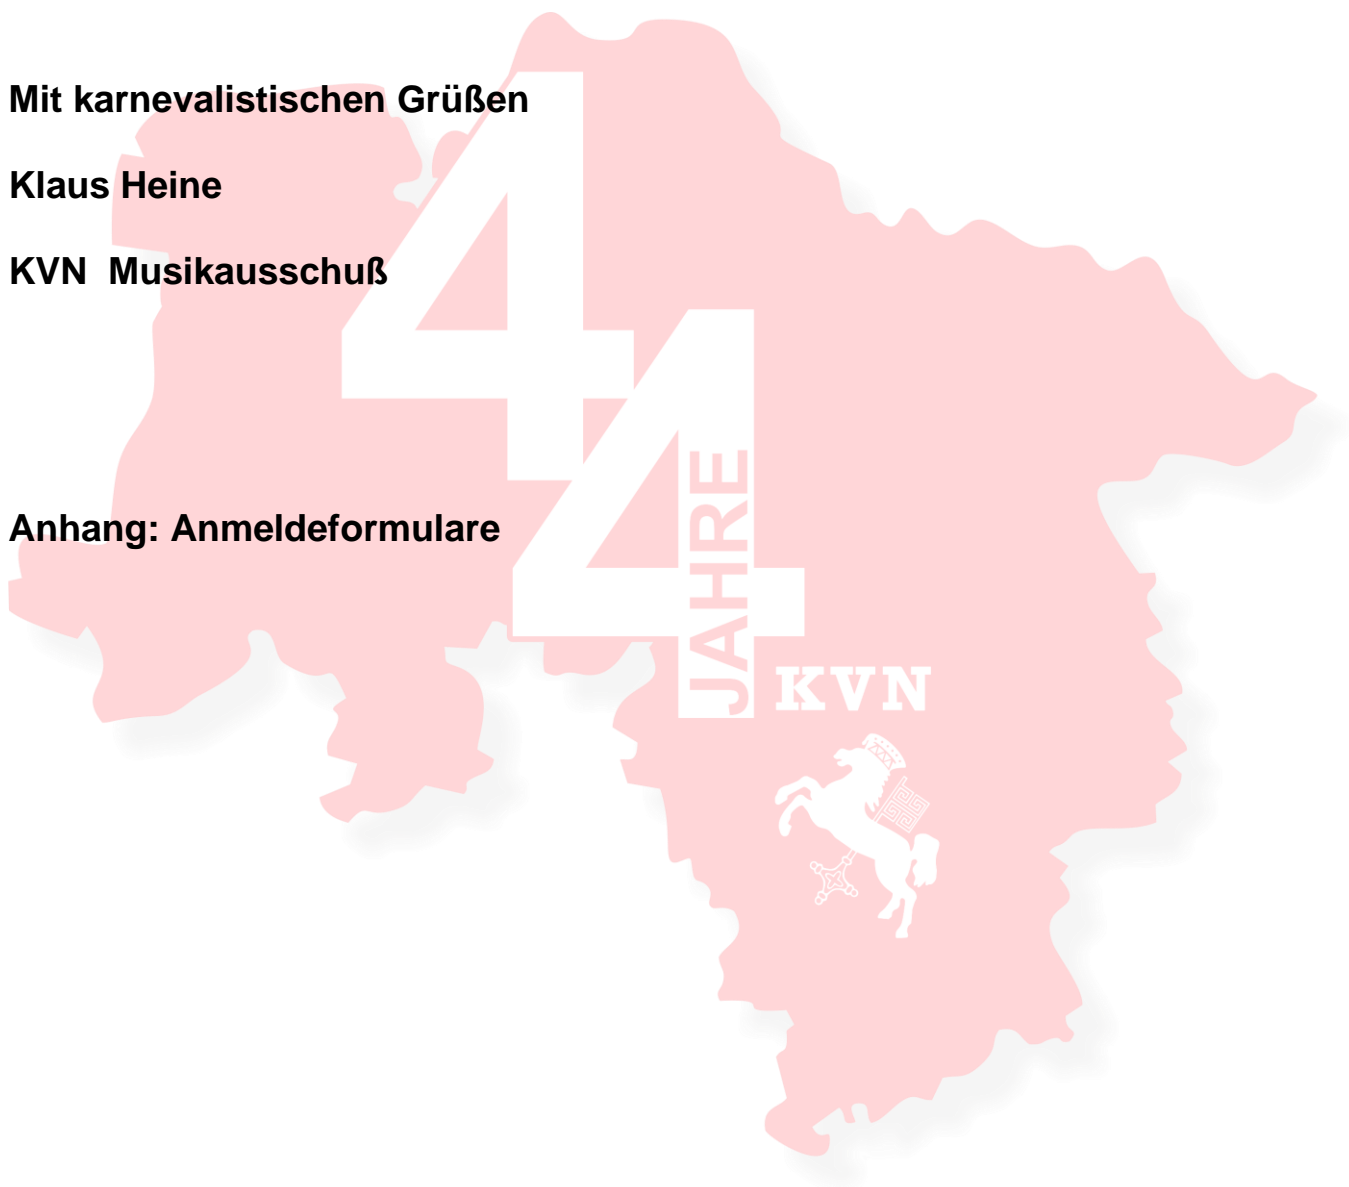 Mit karnevalistischen Grüßen
Klaus Heine
KVN  Musikausschuß
Anhang: Anmeldeformulare
44
JAHRE
KVN